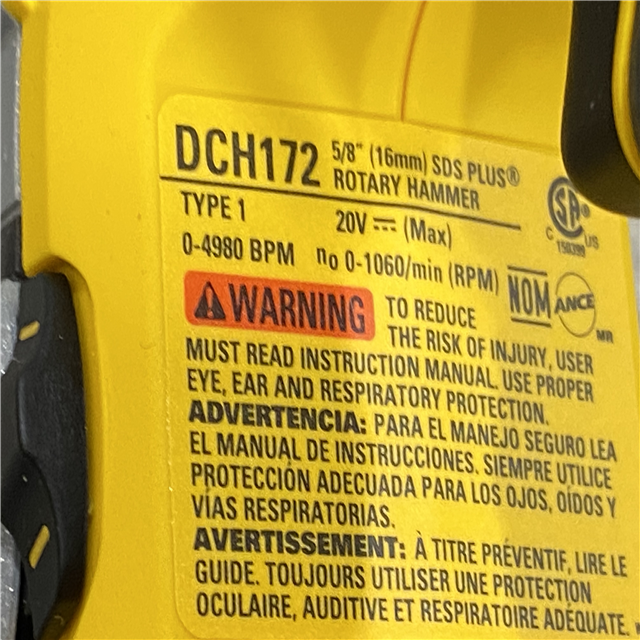 DCH172 5/8" (16mm) SDS PLUS®
ROTARY HAMMER
TYPE 1 20V ⎓ (Max)
0-4980 BPM no 0-1060/min (RPM)
C SA® US
150399
NOM ANCE MR
WARNING TO REDUCE
THE RISK OF INJURY, USER
MUST READ INSTRUCTION MANUAL. USE PROPER
EYE, EAR AND RESPIRATORY PROTECTION.
ADVERTENCIA: PARA EL MANEJO SEGURO LEA
EL MANUAL DE INSTRUCCIONES. SIEMPRE UTILICE
PROTECCIÓN ADECUADA PARA LOS OJOS, OÍDOS Y
VÍAS RESPIRATORIAS.
AVERTISSEMENT: À TITRE PRÉVENTIF, LIRE LE
GUIDE. TOUJOURS UTILISER UNE PROTECTION
OCULAIRE, AUDITIVE ET RESPIRATOIRE ADÉQUATE.